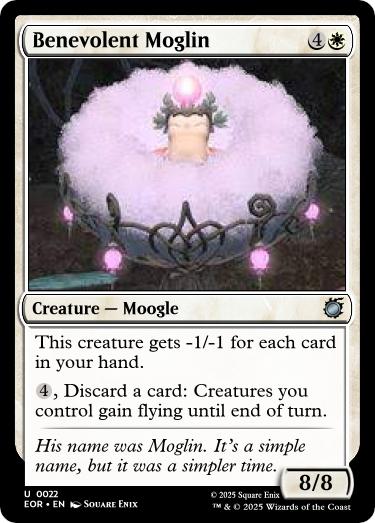 Benevolent Moglin 4
Creature — Moogle
This creature gets -1/-1 for each card
in your hand.
4, Discard a card: Creatures you
control gain flying until end of turn.
His name was Moglin. It's a simple
name, but it was a simpler time.
8/8
U 0022
EOR • EN SQUARE ENIX
© 2025 Square Enix
™ & © 2025 Wizards of the Coast